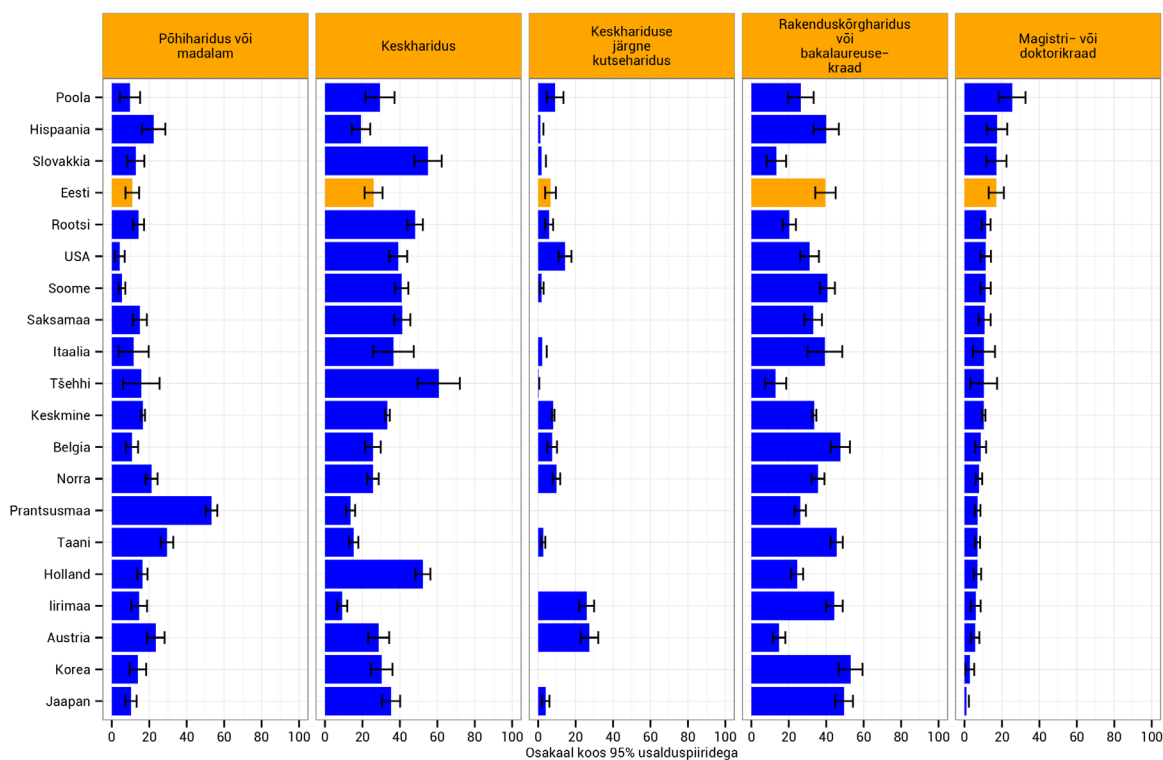 Põhiharidus või
madalam
Keskharidus
Keskhariduse
järgne
kutseharidus
Rakenduskõrgharidus
või
bakalaureuse–
kraad
Magistri– või
doktorikraad
Poola
Hispaania
Slovakkia
Eesti
Rootsi
USA
Soome
Saksamaa
Itaalia
Tšehhi
Keskmine
Belgia
Norra
Prantsusmaa
Taani
Holland
Iirimaa
Austria
Korea
Jaapan
0 20 40 60 80 100 0 20 40 60 80 100 0 20 40 60 80 100 0 20 40 60 80 100 0 20 40 60 80 100
Osakaal koos 95% usalduspiiridega